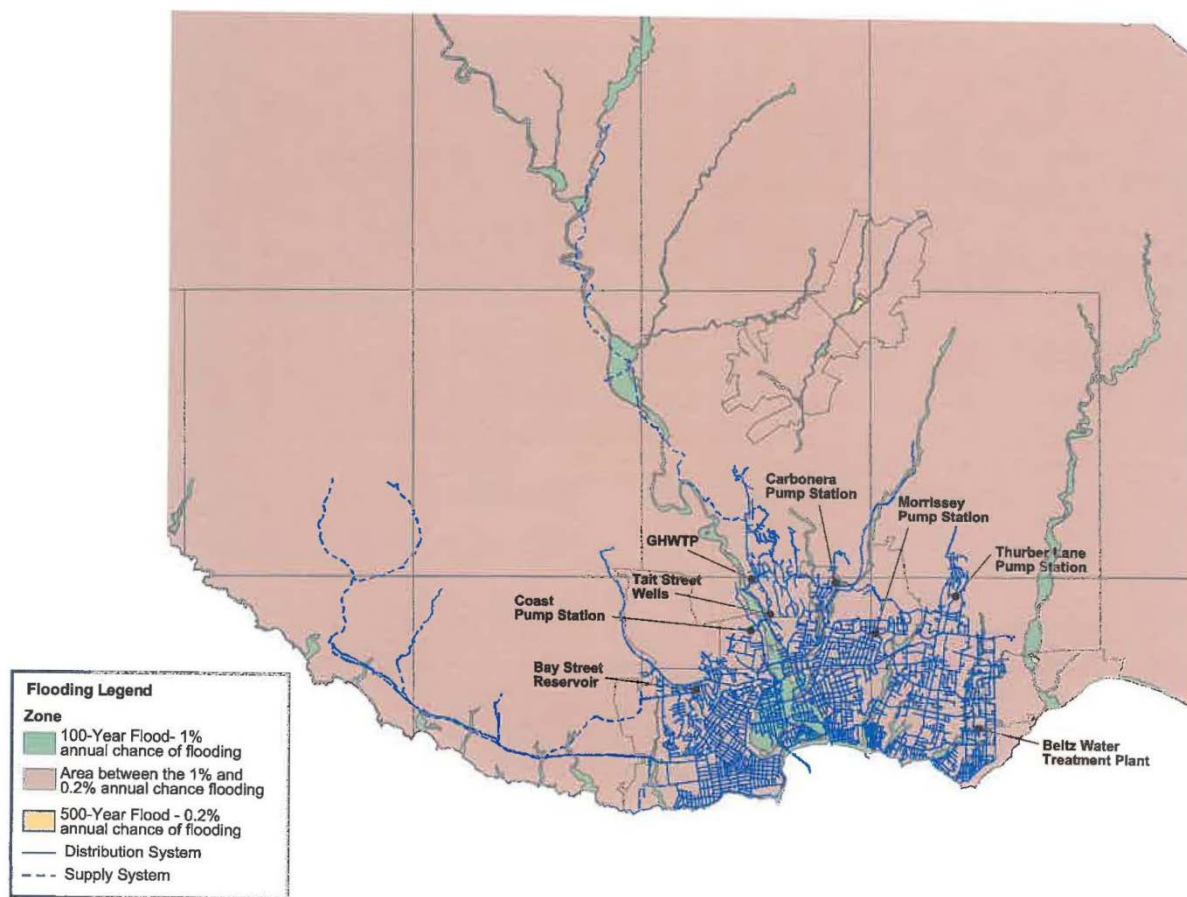 Carbonera
Pump Station
Morrissey
Pump Station
GHWTP
Thurber Lane
Pump Station
Tait Street
Wells
Coast
Pump Station
Bay Street
Reservoir
Beltz Water
Treatment Plant
Flooding Legend
Zone
100-Year Flood- 1%
annual chance of flooding
Area between the 1% and
0.2% annual chance flooding
500-Year Flood - 0.2%
annual chance of flooding
Distribution System
Supply System